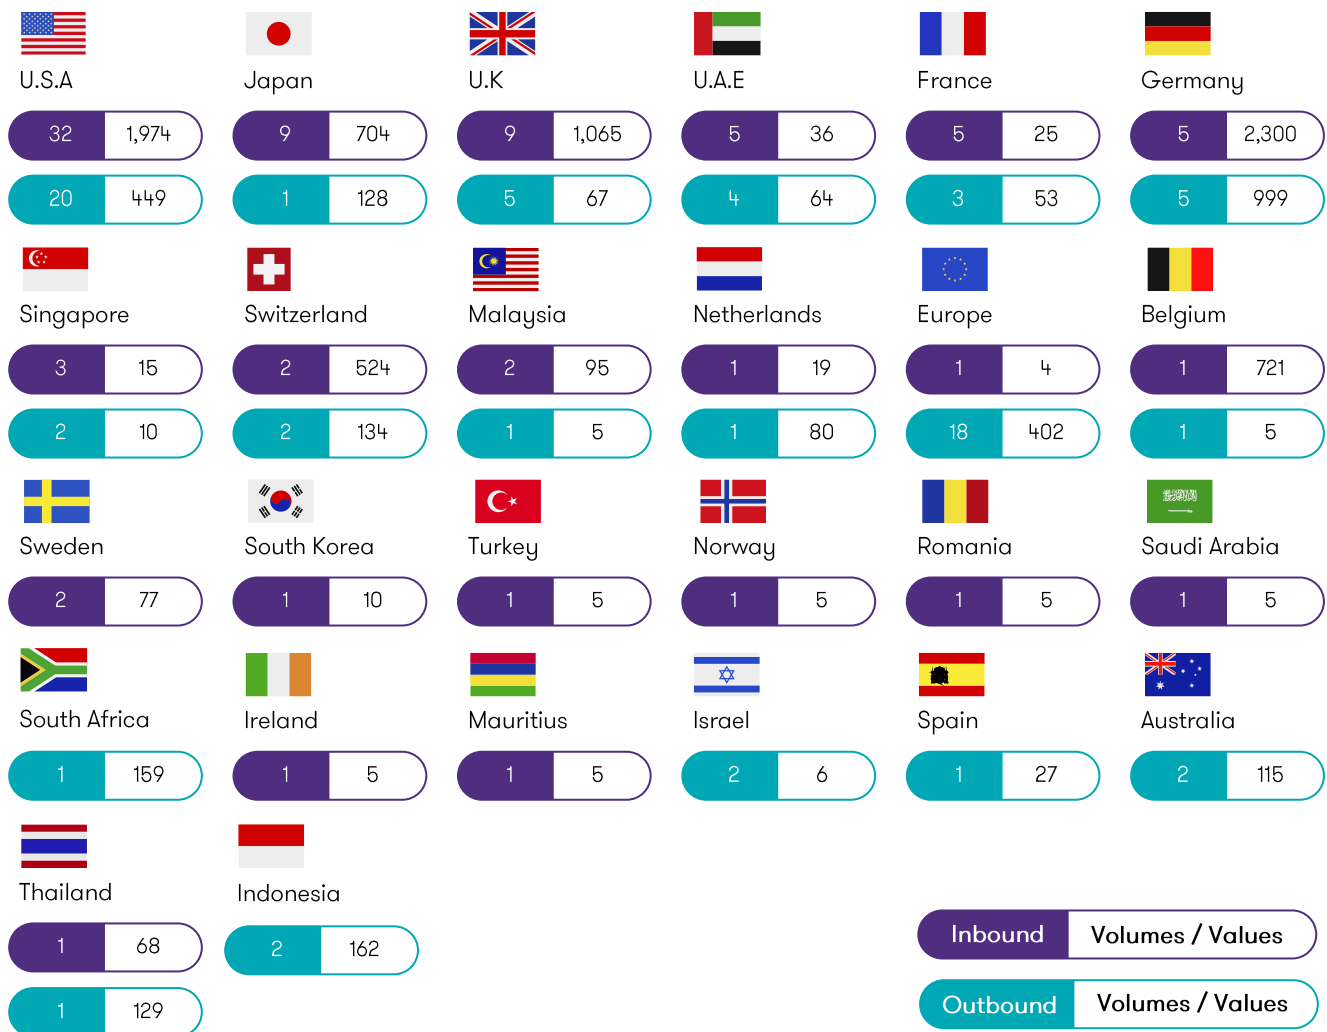 U.S.A Japan U.K U.A.E France Germany
32 1,974 9 704 9 1,065 5 36 5 25 5 2,300
20 449 1 128 5 67 4 64 3 53 5 999
Singapore Switzerland Malaysia Netherlands Europe Belgium
3 15 2 524 2 95 1 19 1 4 1 721
2 10 2 134 1 5 1 80 18 402 1 5
Sweden South Korea Turkey Norway Romania Saudi Arabia
2 77 1 10 1 5 1 5 1 5 1 5
South Africa Ireland Mauritius Israel Spain Australia
1 159 1 5 1 5 2 6 1 27 2 115
Thailand Indonesia
1 68 2 162
Inbound Volumes / Values
1 129
Outbound Volumes / Values